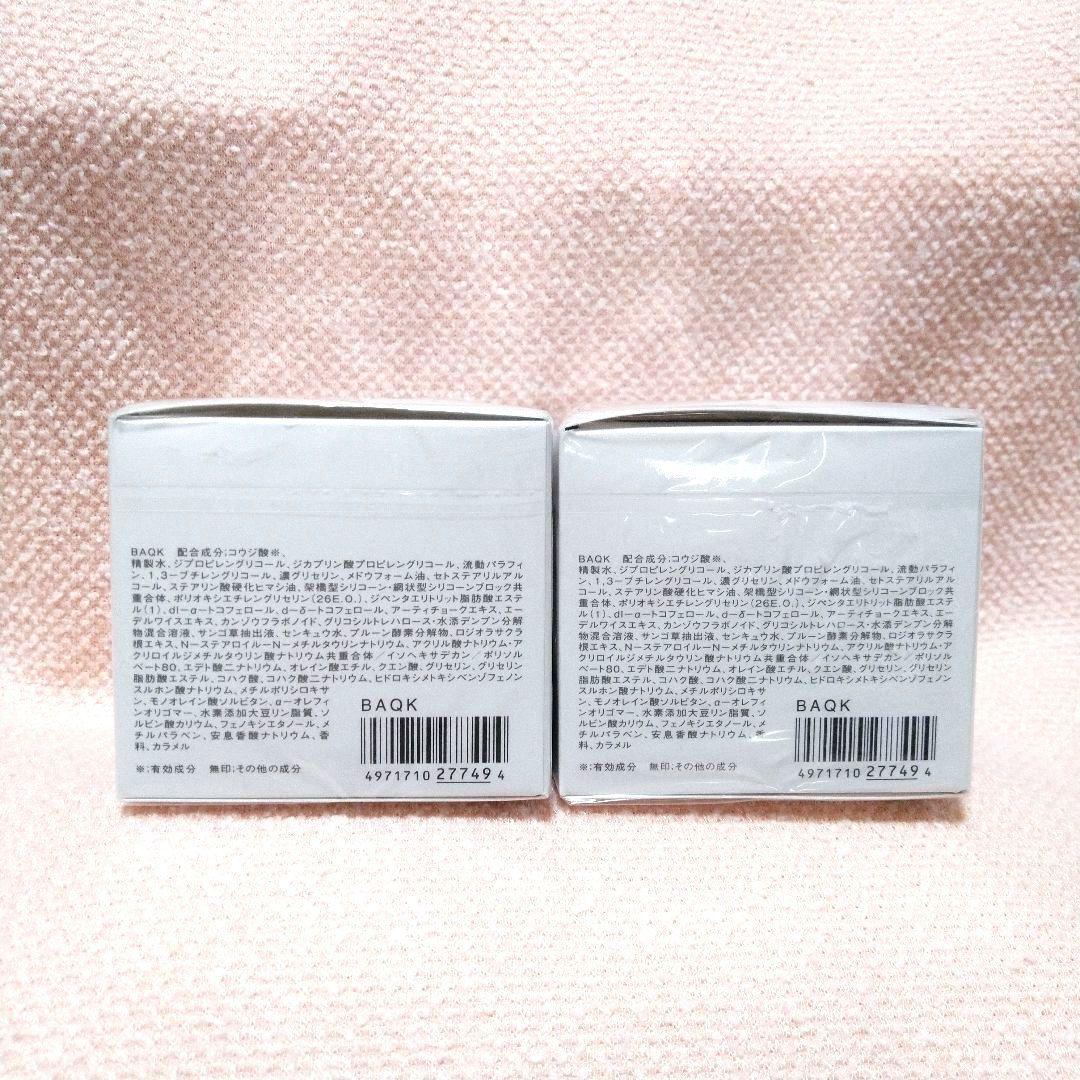 BAQK 配合成分;コウジ酸※、
精製水、ジプロピレングリコール、ジカプリン酸プロピレングリコール、流動パラフィ
ン、1,3－ブチレングリコール、濃グリセリン、メドウフォーム油、セトステアリルアル
コール、ステアリン酸硬化ヒマシ油、架橋型シリコーン・網状型シリコーンブロック共
重合体、ポリオキシエチレングリセリン(26E.O.)、ジペンタエリトリット脂肪酸エステ
ル(1)、dl－α－トコフェロール、d－δ－トコフェロール、アーティチョークエキス、エー
デルワイスエキス、カンゾウフラボノイド、グリコシルトレハロース・水添デンプン分解
物混合溶液、サンゴ草抽出液、センキュウ水、プルーン酵素分解物、ロジオラサクラ
根エキス、N－ステアロイル－N－メチルタウリンナトリウム、アクリル酸ナトリウム・ア
クリロイルジメチルタウリン酸ナトリウム共重合体／イソヘキサデカン／ポリソル
ベート80、エデト酸二ナトリウム、オレイン酸エチル、クエン酸、グリセリン、グリセリン
脂肪酸エステル、コハク酸、コハク酸二ナトリウム、ヒドロキシメトキシベンゾフェノン
スルホン酸ナトリウム、メチルポリシロキサ
ン、モノオレイン酸ソルビタン、α－オレフィ
ンオリゴマー、水素添加大豆リン脂質、ソ
ルビン酸カリウム、フェノキシエタノール、メ
チルパラベン、安息香酸ナトリウム、香
料、カラメル
※;有効成分 無印;その他の成分
BAQK
4971710 27749 4
BAQK 配合成分;コウジ酸※、
精製水、ジプロピレングリコール、ジカプリン酸プロピレングリコール、流動パラフィ
ン、1,3－ブチレングリコール、濃グリセリン、メドウフォーム油、セトステアリルアル
コール、ステアリン酸硬化ヒマシ油、架橋型シリコーン・網状型シリコーンブロック共
重合体、ポリオキシエチレングリセリン(26E.O.)、ジペンタエリトリット脂肪酸エステ
ル(1)、dl－α－トコフェロール、d－δ－トコフェロール、アーティチョークエキス、エー
デルワイスエキス、カンゾウフラボノイド、グリコシルトレハロース・水添デンプン分解
物混合溶液、サンゴ草抽出液、センキュウ水、プルーン酵素分解物、ロジオラサクラ
根エキス、N－ステアロイル－N－メチルタウリンナトリウム、アクリル酸ナトリウム・
アクリロイルジメチルタウリン酸ナトリウム共重合体／イソヘキサデカン／ポリソル
ベート80、エデト酸二ナトリウム、オレイン酸エチル、クエン酸、グリセリン、グリセリン
脂肪酸エステル、コハク酸、コハク酸二ナトリウム、ヒドロキシメトキシベンゾフェノン
スルホン酸ナトリウム、メチルポリシロキサ
ン、モノオレイン酸ソルビタン、α－オレフィ
ンオリゴマー、水素添加大豆リン脂質、ソ
ルビン酸カリウム、フェノキシエタノール、メ
チルパラベン、安息香酸ナトリウム、香
料、カラメル
※;有効成分 無印;その他の成分
BAQK
4971710 27749 4